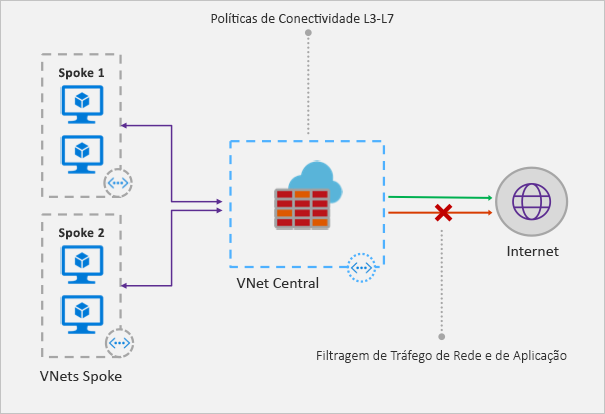 Políticas de Conectividade L3-L7
Spoke 1
Spoke 2
VNets Spoke
VNet Central
Internet
Filtragem de Tráfego de Rede e de Aplicação